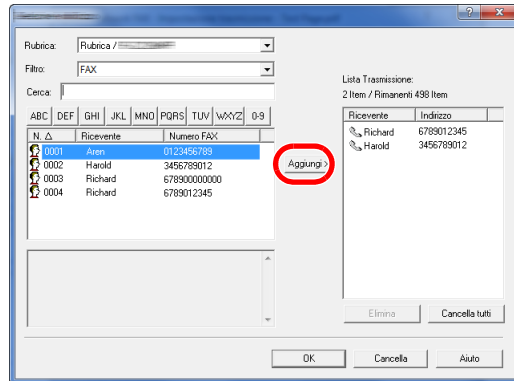 Rubrica: Rubrica /
Filtro: FAX
Cerca:
ABC DEF GHI JKL MNO PQRS TUV WXYZ 0-9
N. △ Ricevente Numero FAX
0001 Aren 0123456789
0002 Harold 3456789012
0003 Richard 678900000000
0004 Richard 6789012345
Aggiungi>
Lista Trasmissione:
2 Item / Rimanenti 498 Item
Ricevente Indirizzo
Richard 6789012345
Harold 3456789012
Elimina Cancella tutti
OK Cancella Aiuto